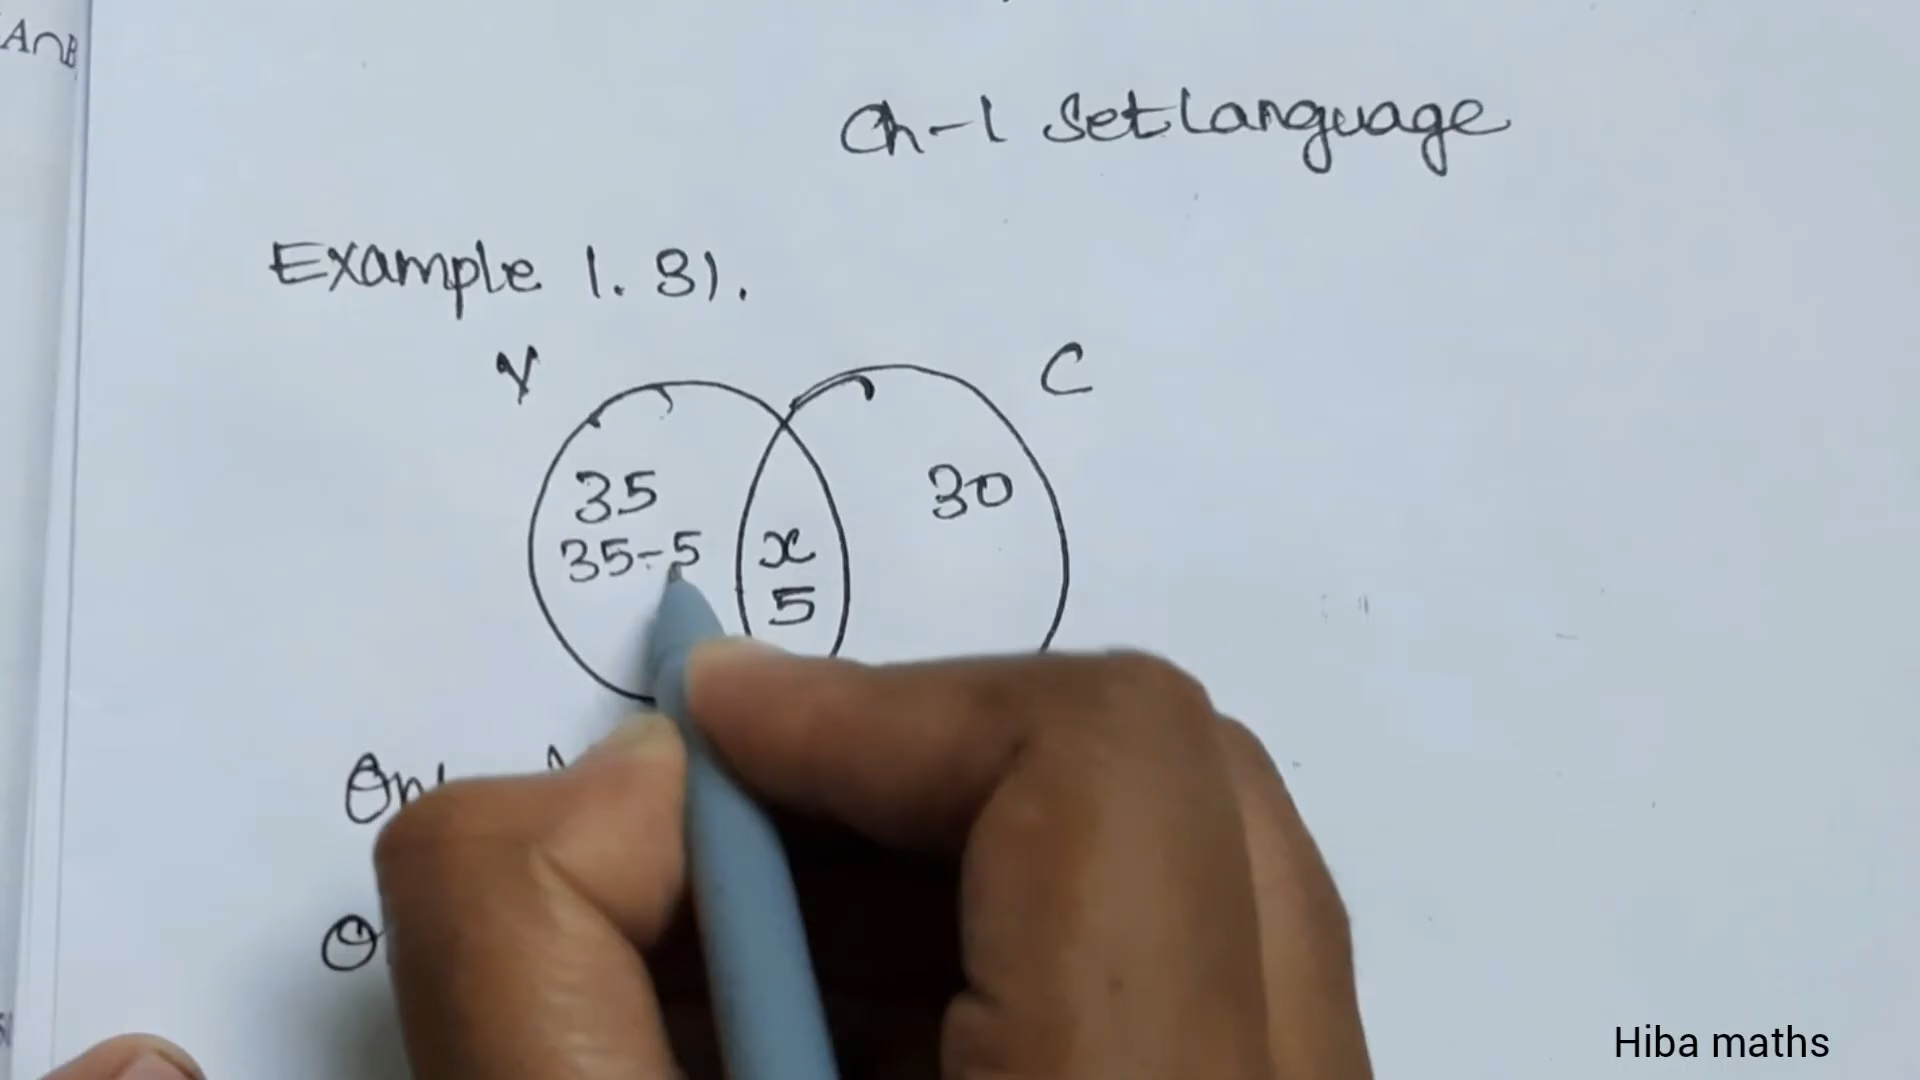 A∩B
Ch-1 Set Language
Example 1.31.
V C
35 30
35-5 x
5
Hiba maths